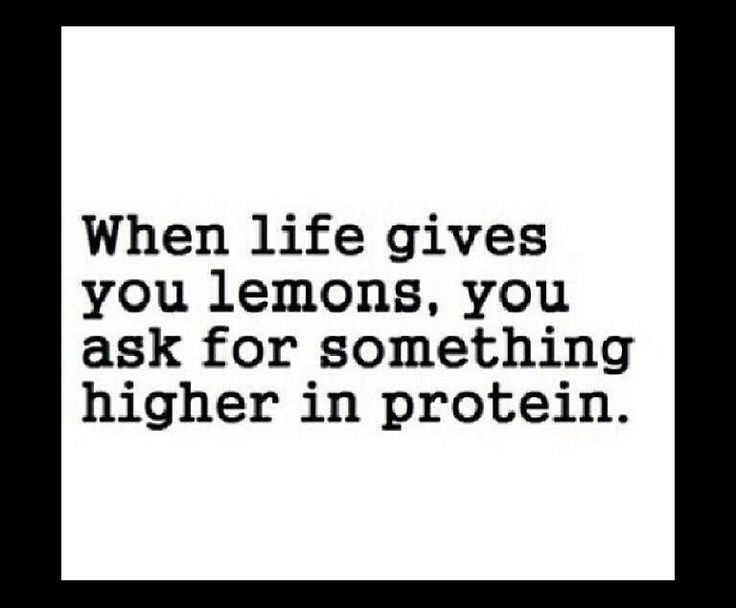 When life gives
you lemons, you
ask for something
higher in protein.